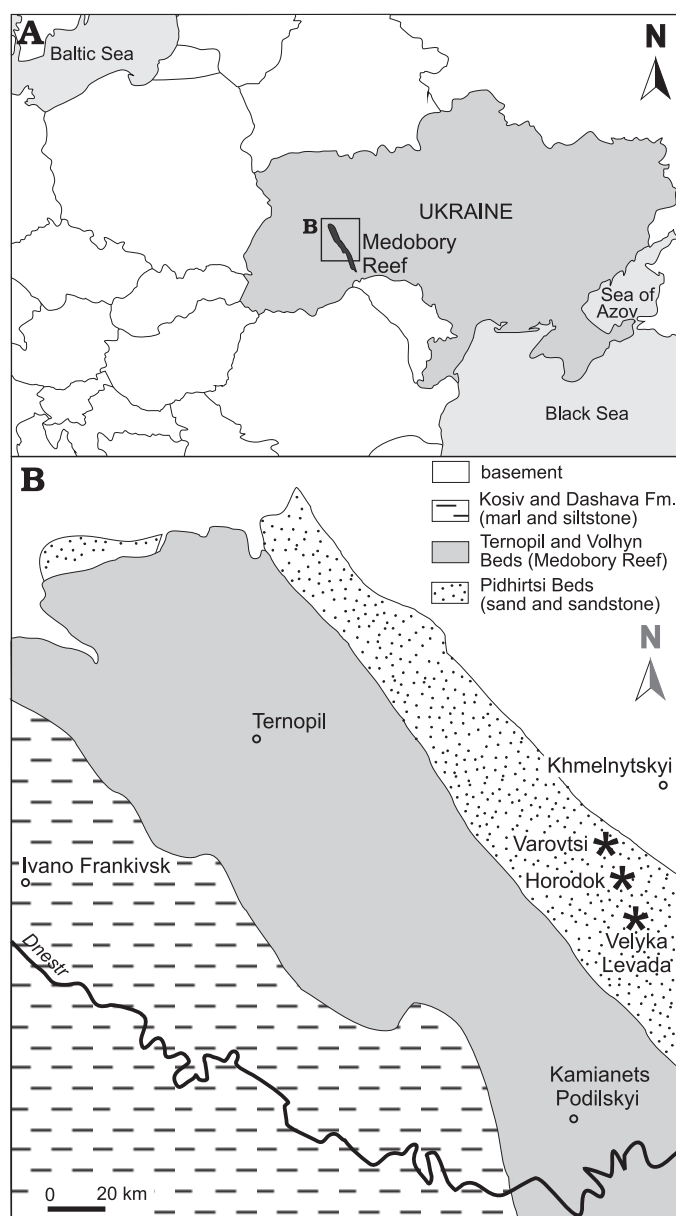 A
Baltic Sea
N
UKRAINE
B
Medobory
Reef
Sea of
Azov
Black Sea
B
basement
Kosiv and Dashava Fm.
(marl and siltstone)
Ternopil and Volhyn
Beds (Medobory Reef)
Pidhirtsi Beds
(sand and sandstone)
N
Ternopil
Khmelnytskyi
Varovtsi
Ivano Frankivsk
Horodok
Velyka
Levada
Dnestr
Kamianets
Podilskyi
0 20 km